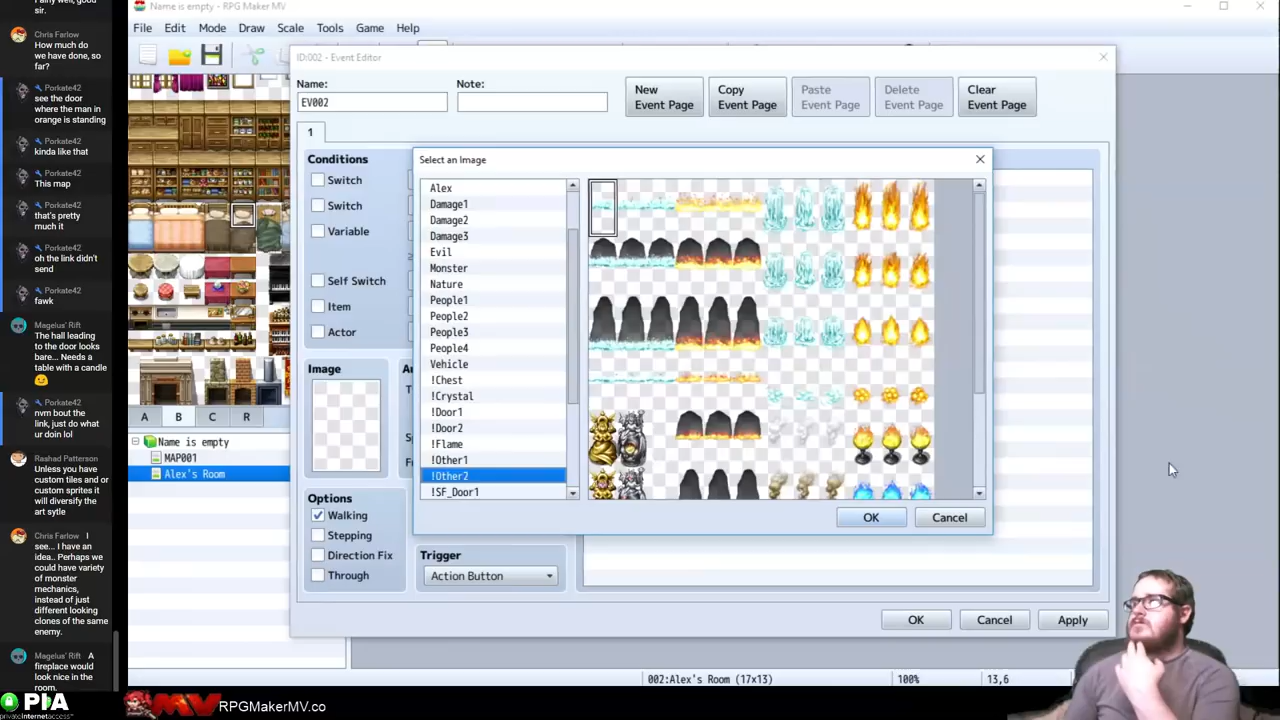 Fairly well, good
sir.
Chris Farlow
How much do
we have done, so
far?
Porkate42
see the door
where the man in
orange is standing
Porkate42
kinda like that
Porkate42
This map
Porkate42
that's pretty
much it
Porkate42
oh the link didn't
send
Porkate42
fawk
Magelus' Rift
The hall leading
to the door looks
bare... Needs a
table with a candle
Porkate42
nvm bout the
link, just do what
ur doin lol
Rashad Patterson
Unless you have
custom tiles and or
custom sprites it
will diversify the
art sytle
Chris Farlow I
see... I have an
idea.. Perhaps we
could have variety
of monster
mechanics,
instead of just
different looking
clones of the same
enemy.
Magelus' Rift A
fireplace would
look nice in the
room.
PIA
privateinternetaccess
Name is empty - RPG Maker MV
File Edit Mode Draw Scale Tools Game Help
A B C R
Name is empty
MAP001
Alex's Room
ID:002 - Event Editor
Name:
EV002
Note:
New
Event Page
Copy
Event Page
Paste
Event Page
Delete
Event Page
Clear
Event Page
1
Conditions
Switch
Switch
Variable
Self Switch
Item
Actor
Image
Options
Walking
Stepping
Direction Fix
Through
Trigger
Action Button
Select an Image
Alex
Damage1
Damage2
Damage3
Evil
Monster
Nature
People1
People2
People3
People4
Vehicle
!Chest
!Crystal
!Door1
!Door2
!Flame
!Other1
!Other2
!SF_Door1
OK Cancel
OK Cancel Apply
002:Alex's Room (17x13) 100% 13,6
MV
RPGMakerMV.co